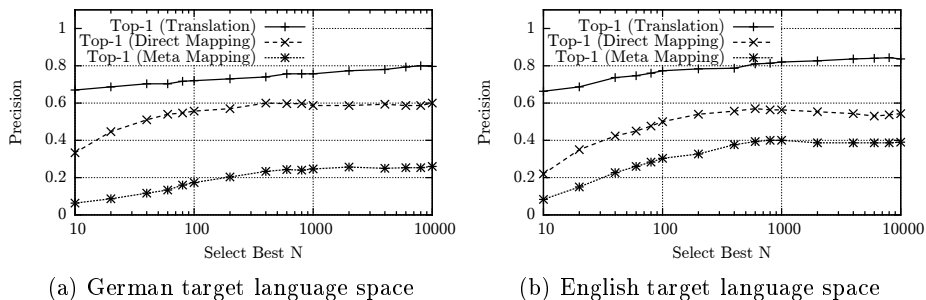 1
0.8
0.6
0.4
0.2
0
Precision
Top-1 (Translation)
Top-1 (Direct Mapping)
Top-1 (Meta Mapping)
10 100 1000 10000
Select Best N
(a) German target language space
1
0.8
0.6
0.4
0.2
0
Precision
Top-1 (Translation)
Top-1 (Direct Mapping)
Top-1 (Meta Mapping)
10 100 1000 10000
Select Best N
(b) English target language space